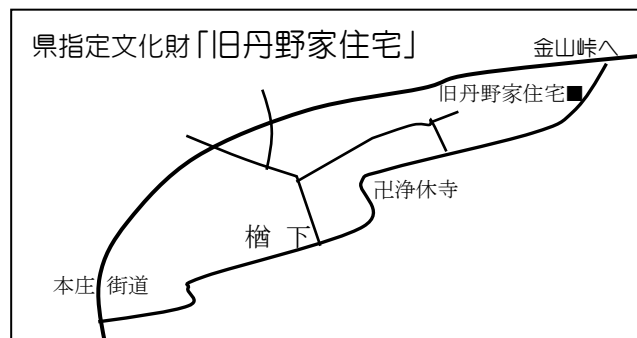 県指定文化財「旧丹野家住宅」
金山峠へ
旧丹野家住宅■
卍浄休寺
楢 下
本庄 街道